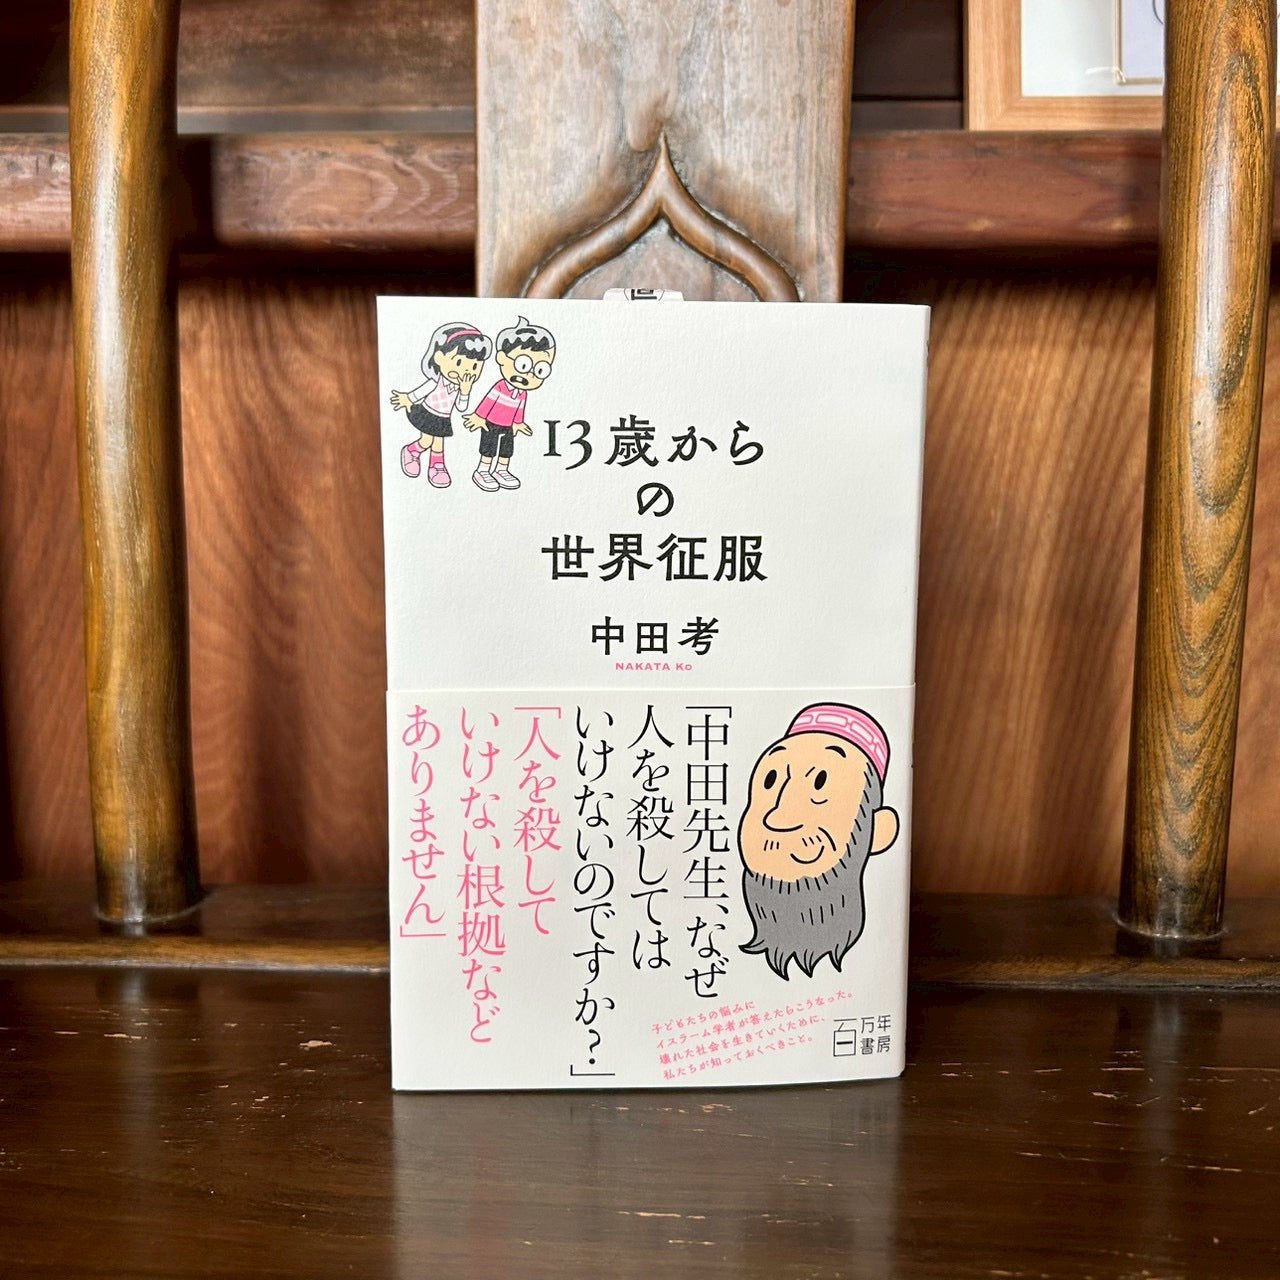 13歳から
の
世界征服
中田考
NAKATA Ko
「中田先生、なぜ
人を殺しては
いけないのですか?」
「人を殺して
いけない根拠など
ありません」
子どもたちの悩みに
イスラーム学者が答えたらこうなった。
壊れた社会を生きていくために、
私たちが知っておくべきこと。
百万年
書房